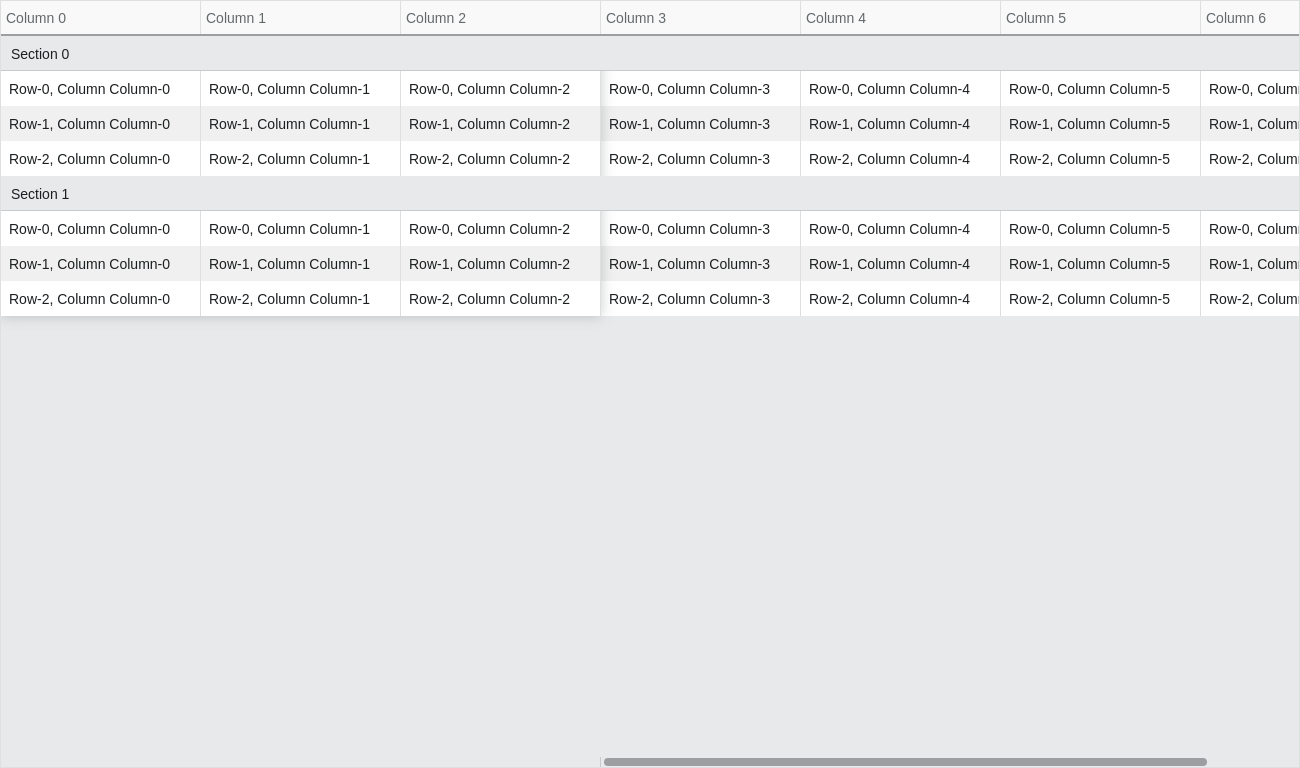 Column 0 Column 1 Column 2 Column 3 Column 4 Column 5 Column 6
Section 0
Row-0, Column Column-0 Row-0, Column Column-1 Row-0, Column Column-2 Row-0, Column Column-3 Row-0, Column Column-4 Row-0, Column Column-5 Row-0,
Row-1, Column Column-0 Row-1, Column Column-1 Row-1, Column Column-2 Row-1, Column Column-3 Row-1, Column Column-4 Row-1, Column Column-5 Row-1,
Row-2, Column Column-0 Row-2, Column Column-1 Row-2, Column Column-2 Row-2, Column Column-3 Row-2, Column Column-4 Row-2, Column Column-5 Row-2,
Section 1
Row-0, Column Column-0 Row-0, Column Column-1 Row-0, Column Column-2 Row-0, Column Column-3 Row-0, Column Column-4 Row-0, Column Column-5 Row-0,
Row-1, Column Column-0 Row-1, Column Column-1 Row-1, Column Column-2 Row-1, Column Column-3 Row-1, Column Column-4 Row-1, Column Column-5 Row-1,
Row-2, Column Column-0 Row-2, Column Column-1 Row-2, Column Column-2 Row-2, Column Column-3 Row-2, Column Column-4 Row-2, Column Column-5 Row-2,